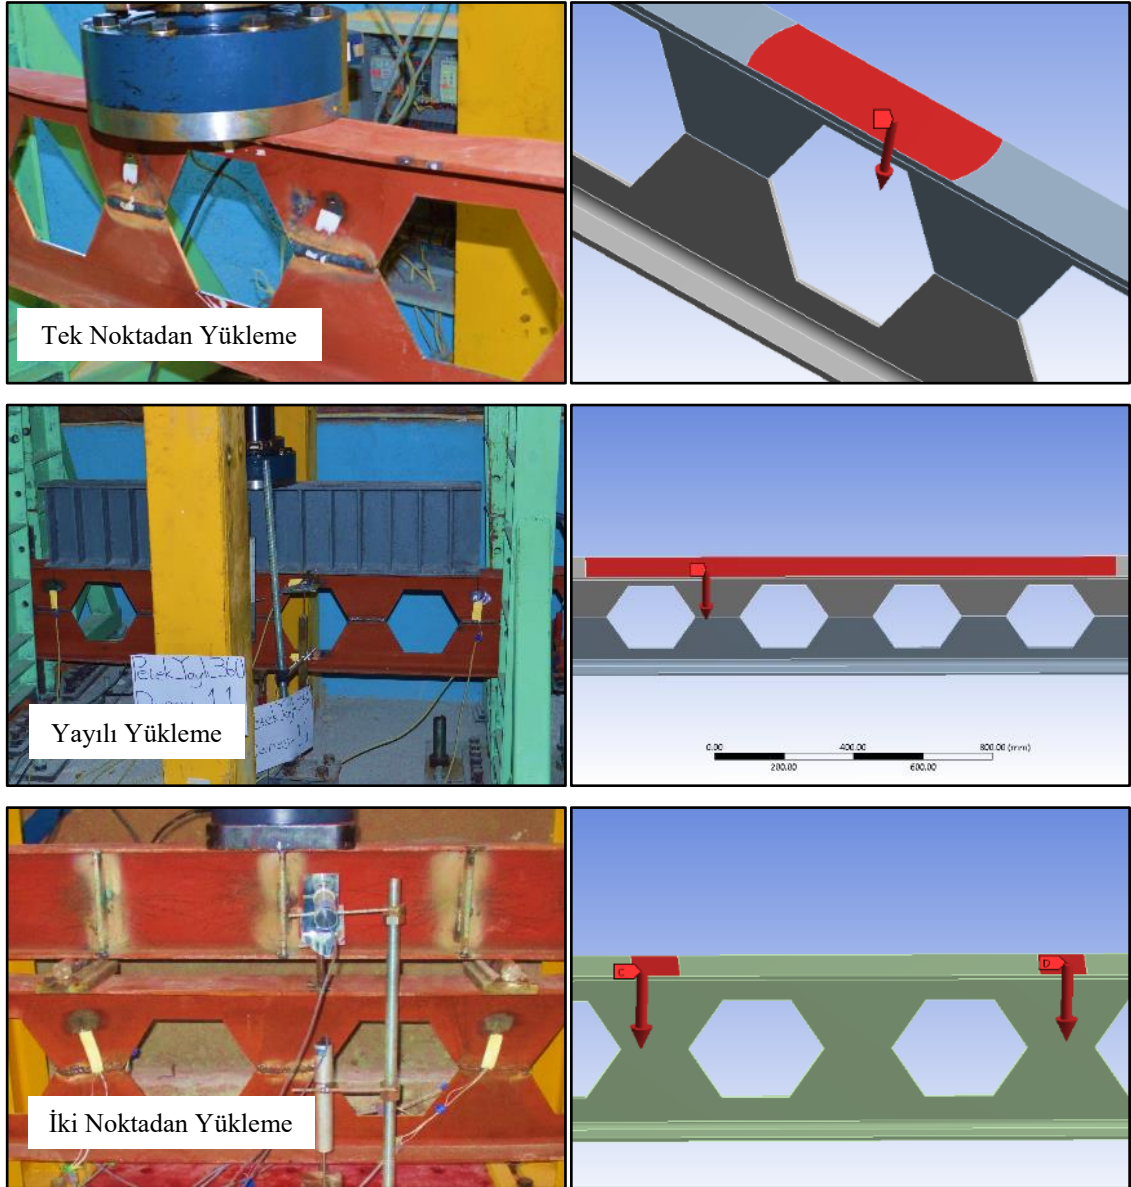 Tek Noktadan Yükleme
Petek_Yayılı_360
Yayılı Yükleme
0.00
400.00
800.00 (mm)
200.00
600.00
C
D
İki Noktadan Yükleme